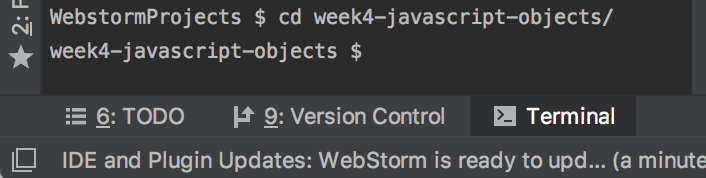 WebstormProjects $ cd week4-javascript-objects/
week4-javascript-objects $
2:
6: TODO 9: Version Control Terminal
IDE and Plugin Updates: WebStorm is ready to upd... (a minute